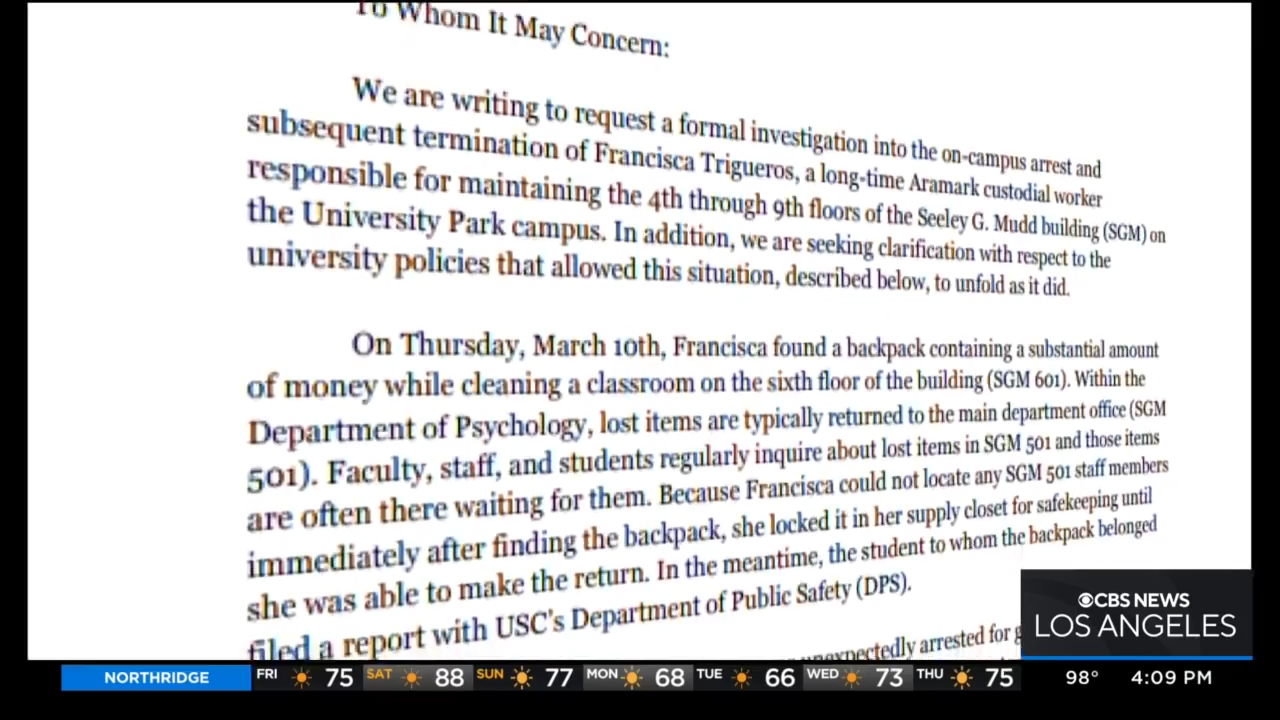 To Whom It May Concern:
We are writing to request a formal investigation into the on-campus arrest and
subsequent termination of Francisca Trigueros, a long-time Aramark custodial worker
responsible for maintaining the 4th through 9th floors of the Seeley G. Mudd building (SGM) on
the University Park campus. In addition, we are seeking clarification with respect to the
university policies that allowed this situation, described below, to unfold as it did.
On Thursday, March 10th, Francisca found a backpack containing a substantial amount
of money while cleaning a classroom on the sixth floor of the building (SGM 601). Within the
Department of Psychology, lost items are typically returned to the main department office (SGM
501). Faculty, staff, and students regularly inquire about lost items in SGM 501 and those items
are often there waiting for them. Because Francisca could not locate any SGM 501 staff members
immediately after finding the backpack, she locked it in her supply closet for safekeeping until
she was able to make the return. In the meantime, the student to whom the backpack belonged
filed a report with USC's Department of Public Safety (DPS).
unexpectedly arrested for
CBS NEWS
LOS ANGELES
NORTHRIDGE FRI 75 SAT 88 SUN 77 MON 68 TUE 66 WED 73 THU 75 98° 4:09 PM